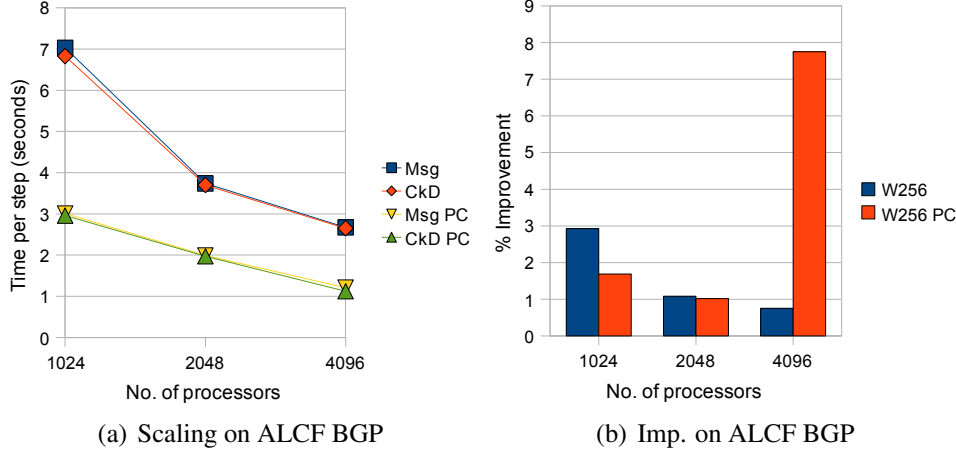 8
7
6
5
4
3
2
1
0
Time per step (seconds)
1024
2048
4096
No. of processors
Msg
CkD
Msg PC
CkD PC
(a) Scaling on ALCF BGP
9
8
7
6
5
4
3
2
1
0
% Improvement
1024
2048
4096
No. of processors
W256
W256 PC
(b) Imp. on ALCF BGP